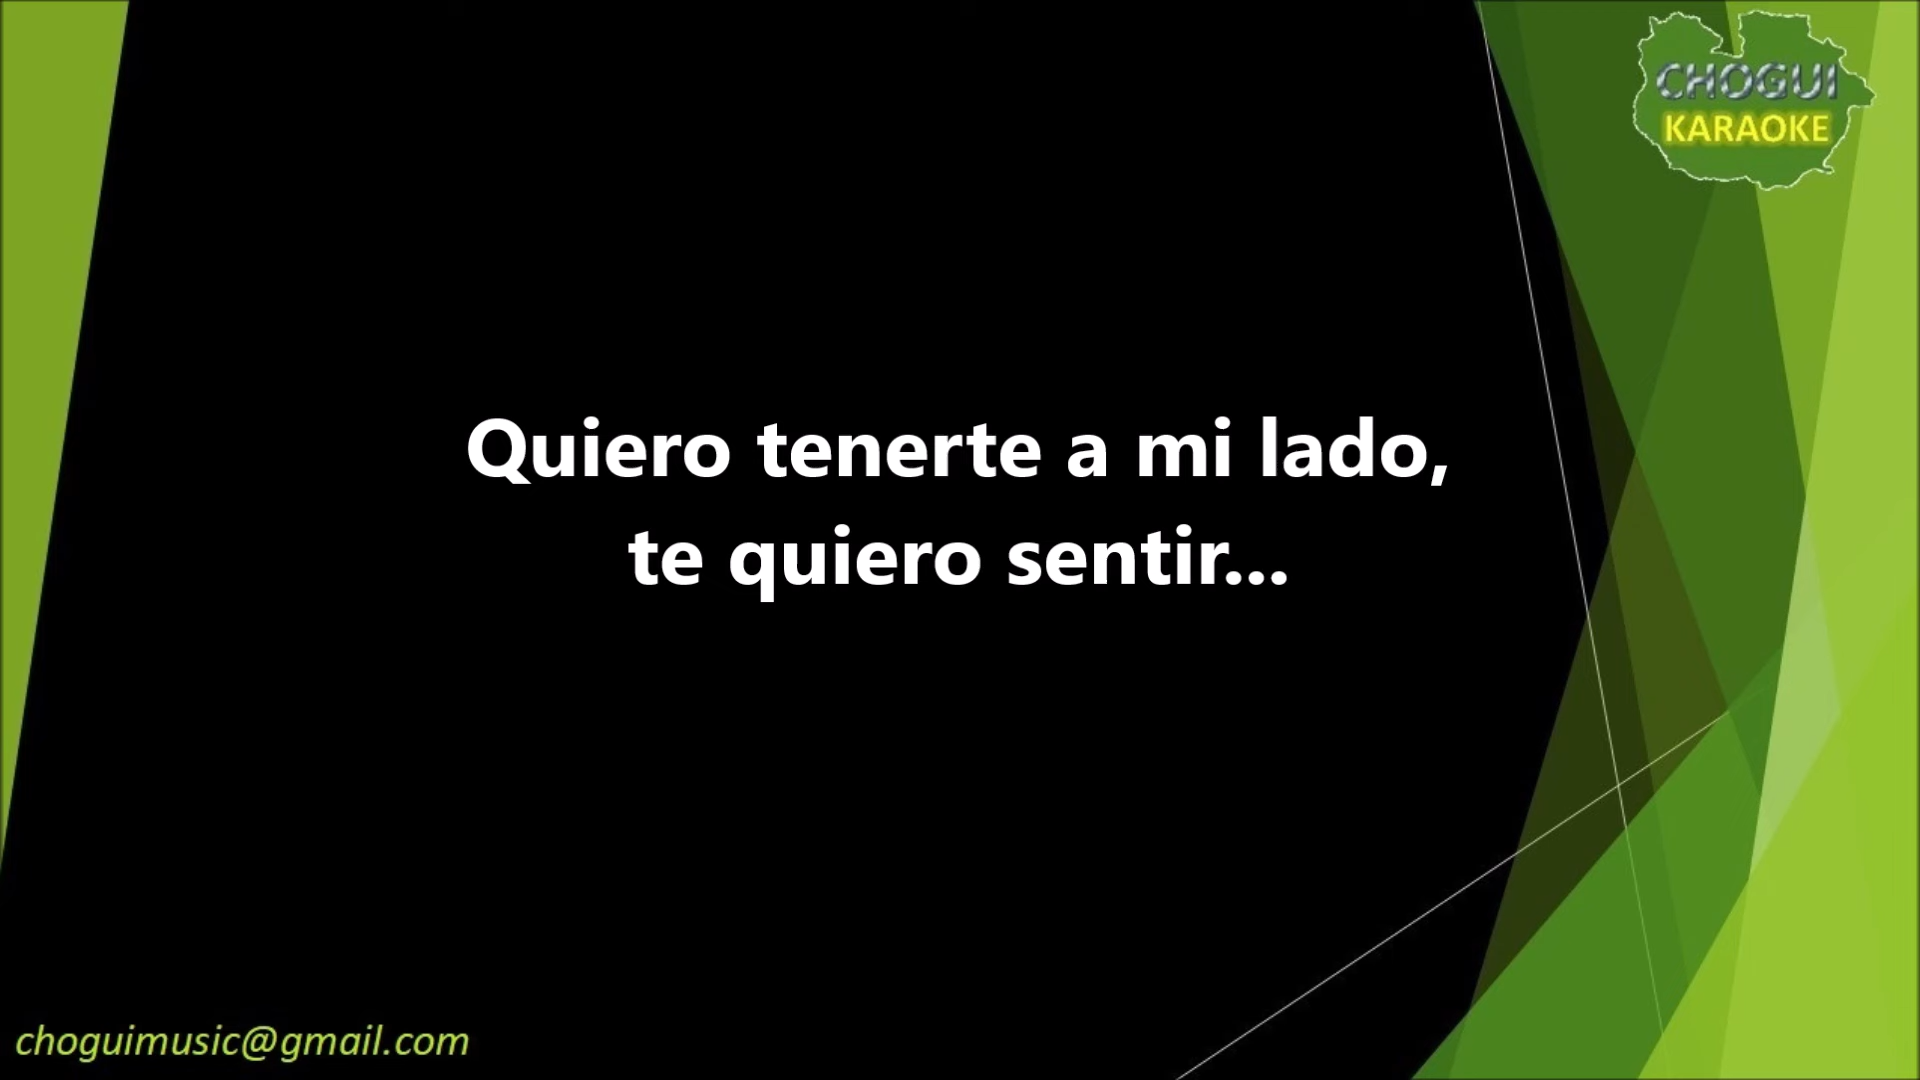 CHOGUI
KARAOKE
Quiero tenerte a mi lado,
te quiero sentir...
choguimusic@gmail.com